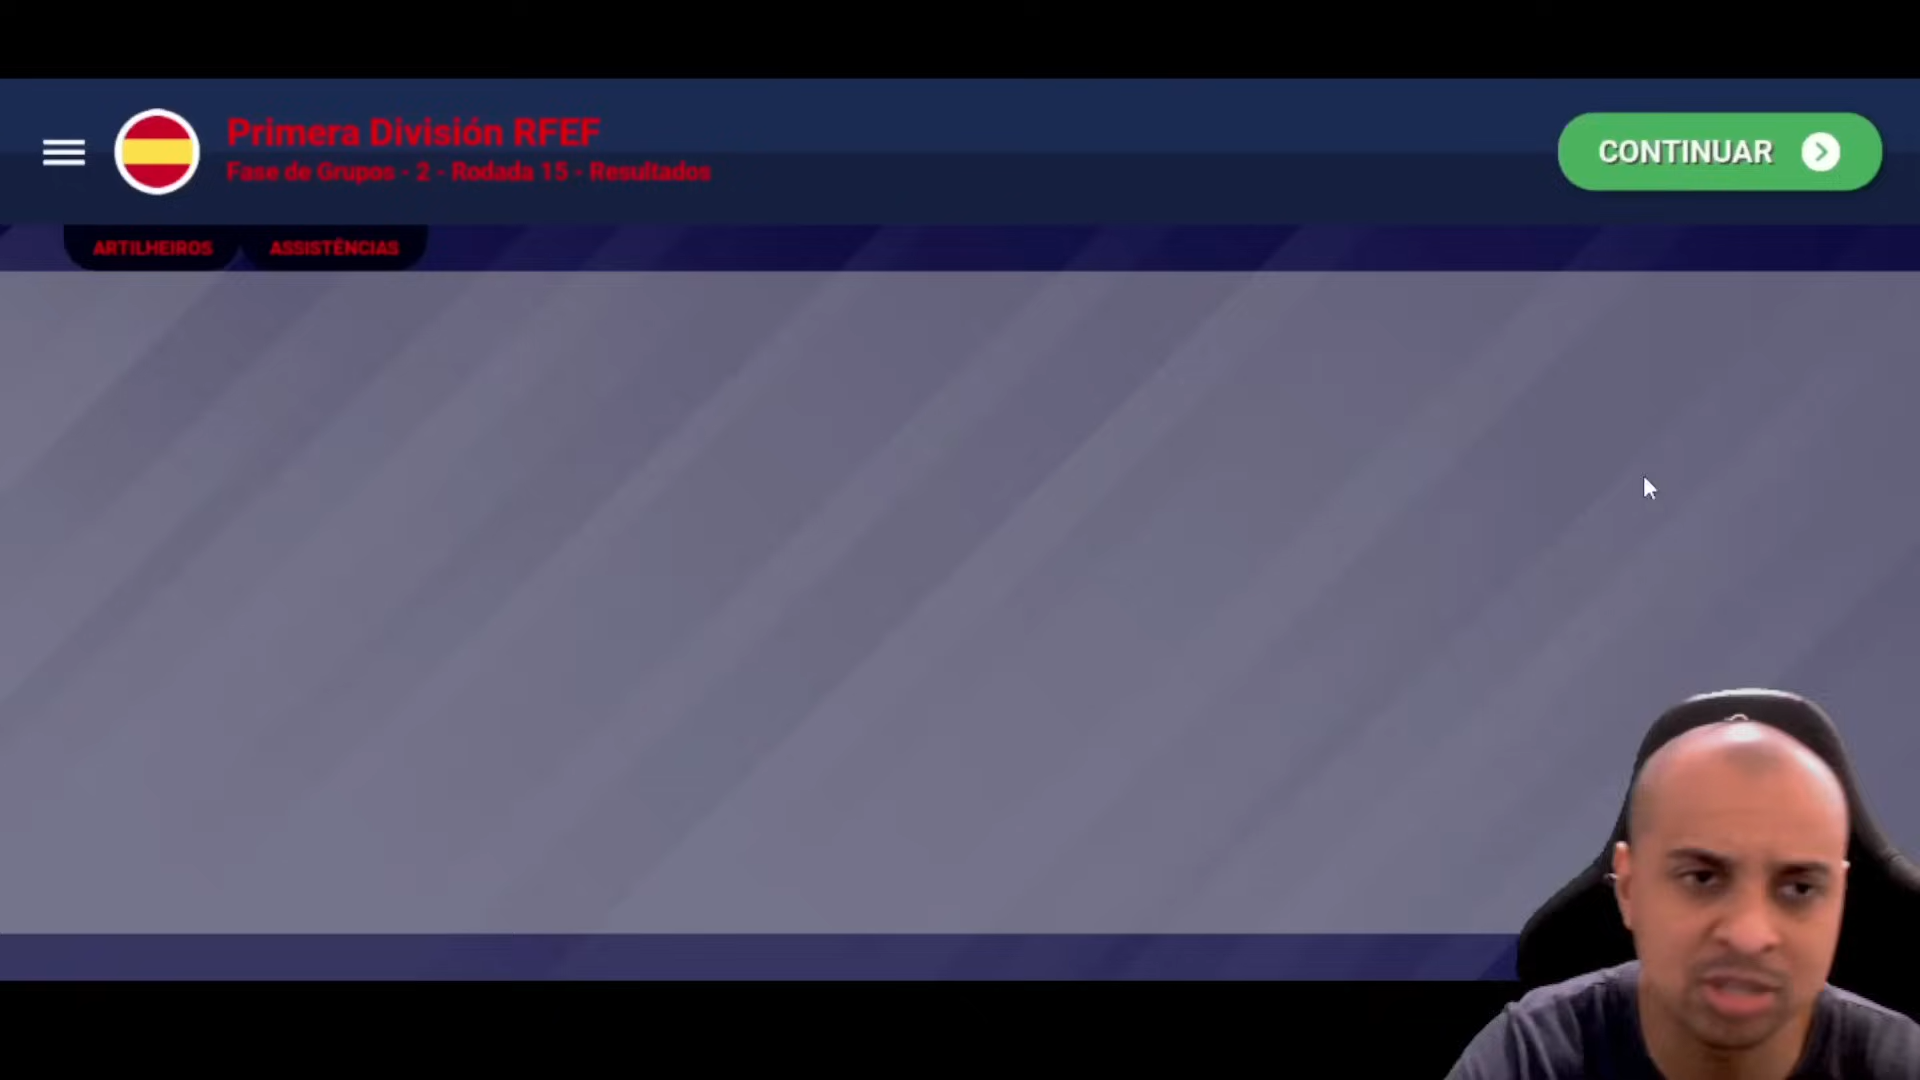 Primera División RFEF
Fase de Grupos - 2 - Rodada 15 - Resultados
CONTINUAR
ARTILHEIROS
ASSISTÊNCIAS